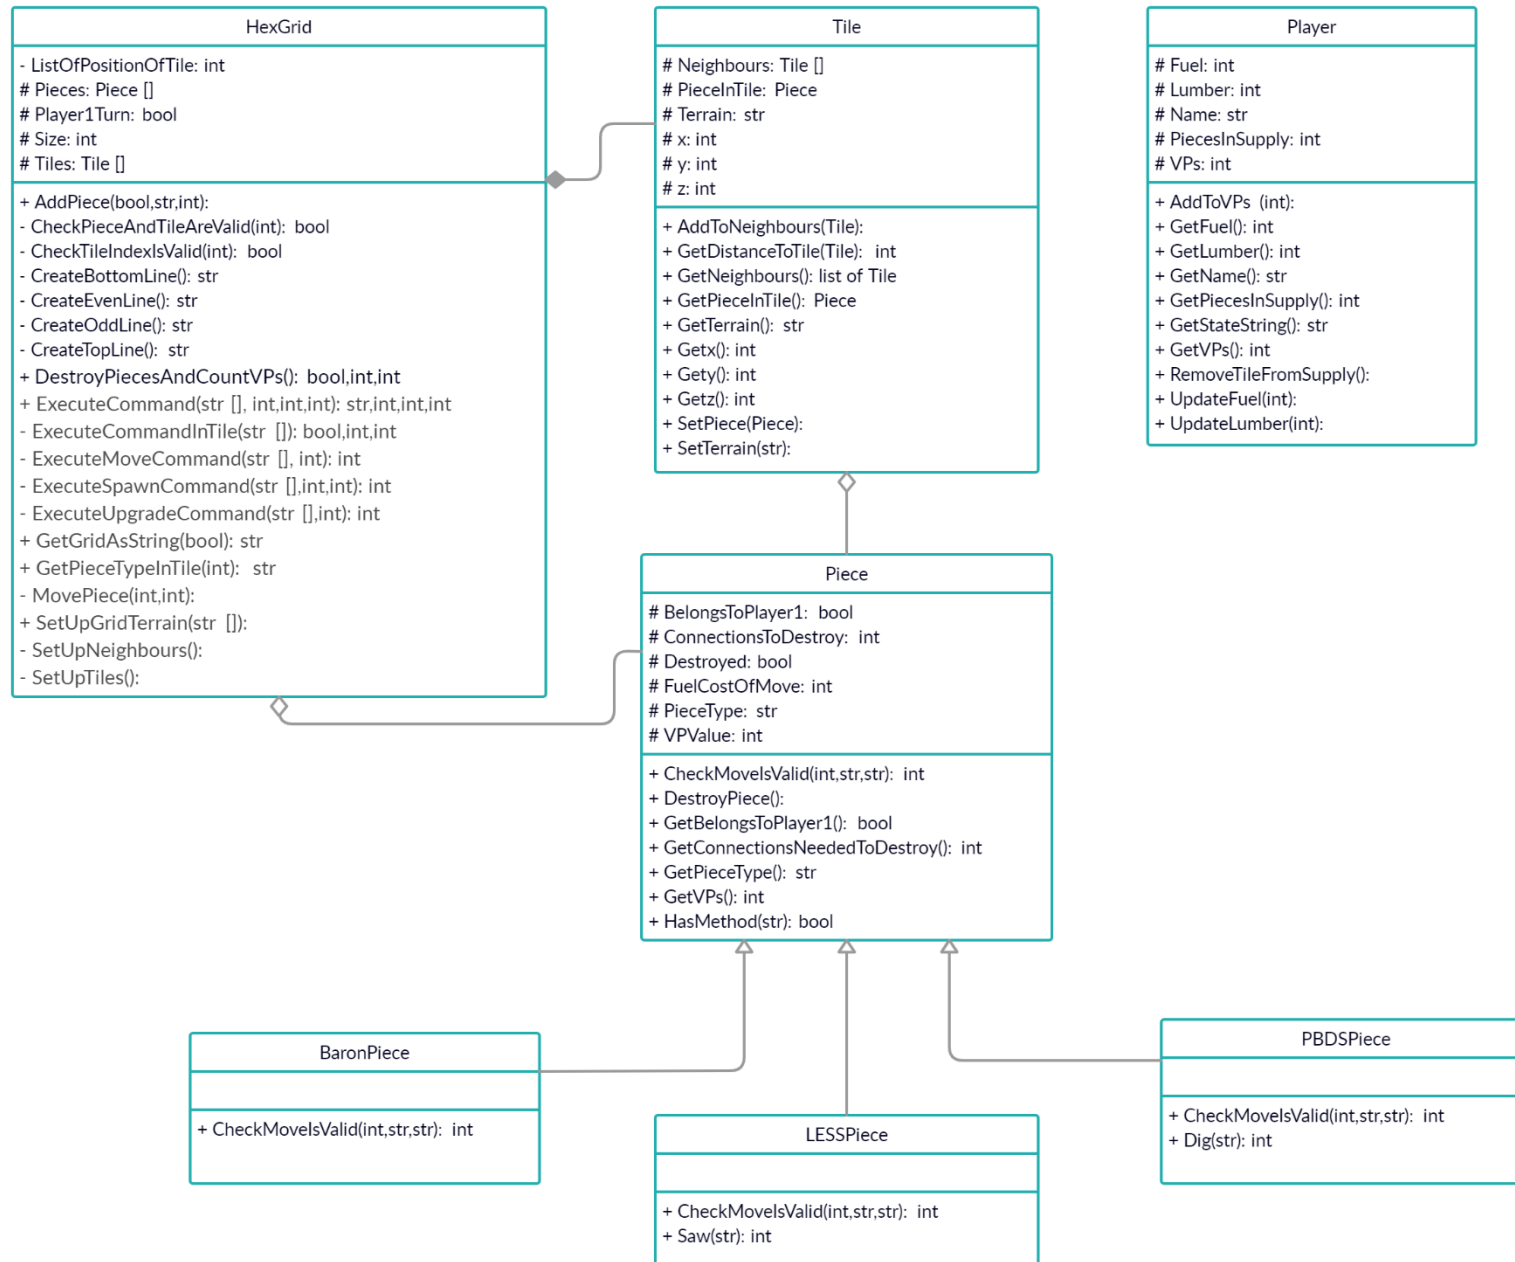 HexGrid
- ListOfPositionOfTile: int
# Pieces: Piece []
# Player1Turn: bool
# Size: int
# Tiles: Tile []
+ AddPiece(bool,str,int):
- CheckPieceAndTileAreValid(int): bool
- CheckTileIndexIsValid(int): bool
- CreateBottomLine(): str
- CreateEvenLine(): str
- CreateOddLine(): str
- CreateTopLine(): str
+ DestroyPiecesAndCountVPs(): bool,int,int
+ ExecuteCommand(str [], int,int,int): str,int,int,int
- ExecuteCommandInTile(str []): bool,int,int
- ExecuteMoveCommand(str [], int): int
- ExecuteSpawnCommand(str [],int,int): int
- ExecuteUpgradeCommand(str [],int): int
+ GetGridAsString(bool): str
+ GetPieceTypeInTile(int): str
- MovePiece(int,int):
+ SetUpGridTerrain(str []):
- SetUpNeighbours():
- SetUpTiles():
Tile
# Neighbours: Tile []
# PieceInTile: Piece
# Terrain: str
# x: int
# y: int
# z: int
+ AddToNeighbours(Tile):
+ GetDistanceToTile(Tile): int
+ GetNeighbours(): list of Tile
+ GetPieceInTile(): Piece
+ GetTerrain(): str
+ Getx(): int
+ Gety(): int
+ Getz(): int
+ SetPiece(Piece):
+ SetTerrain(str):
Player
# Fuel: int
# Lumber: int
# Name: str
# PiecesInSupply: int
# VPs: int
+ AddToVPs (int):
+ GetFuel(): int
+ GetLumber(): int
+ GetName(): str
+ GetPiecesInSupply(): int
+ GetStateString(): str
+ GetVPs(): int
+ RemoveTileFromSupply():
+ UpdateFuel(int):
+ UpdateLumber(int):
Piece
# BelongsToPlayer1: bool
# ConnectionsToDestroy: int
# Destroyed: bool
# FuelCostOfMove: int
# PieceType: str
# VPValue: int
+ CheckMoveIsValid(int,str,str): int
+ DestroyPiece():
+ GetBelongsToPlayer1(): bool
+ GetConnectionsNeededToDestroy(): int
+ GetPieceType(): str
+ GetVPs(): int
+ HasMethod(str): bool
BaronPiece
+ CheckMoveIsValid(int,str,str): int
LESSPiece
+ CheckMoveIsValid(int,str,str): int
+ Saw(str): int
PBDSPiece
+ CheckMoveIsValid(int,str,str): int
+ Dig(str): int